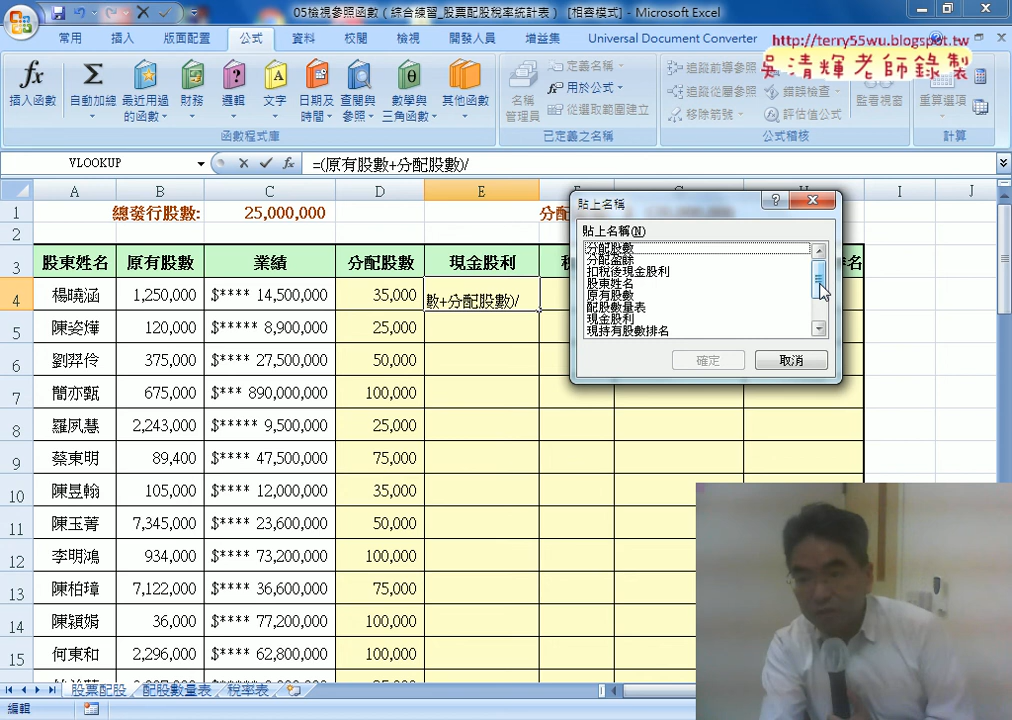 05檢視參照函數（綜合練習_股票配股稅率統計表） [相容模式] - Microsoft Excel
常用 插入 版面配置 公式 資料 校閱 檢視 開發人員 增益集 Universal Document Converter
http://terry55wu.blogspot.tw
吳清輝老師錄製
插入函數 自動加總 最近用過的函數 財務 邏輯 文字 日期及時間 查閱與參照 數學與三角函數 其他函數
函數程式庫
名稱管理員 定義名稱 用於公式 從選取範圍建立
已定義之名稱
追蹤前導參照 追蹤從屬參照 移除箭號 錯誤檢查 評估值公式 監看視窗
公式稽核
重算選項
計算
VLOOKUP =(原有股數+分配股數)/
A B C D E I J
1 總發行股數: 25,000,000
2
3 股東姓名 原有股數 業績 分配股數 現金股利
4 楊曉涵 1,250,000 $**** 14,500,000 35,000 數+分配股數)/
5 陳姿燁 120,000 $***** 8,900,000 25,000
6 劉羿伶 375,000 $**** 27,500,000 50,000
7 簡亦甄 675,000 $*** 890,000,000 100,000
8 羅夙慧 2,243,000 $***** 9,500,000 25,000
9 蔡東明 89,400 $**** 47,500,000 75,000
10 陳昱翰 105,000 $**** 12,000,000 35,000
11 陳玉菁 7,345,000 $**** 23,600,000 50,000
12 李明鴻 934,000 $**** 73,200,000 100,000
13 陳柏瑋 7,122,000 $**** 36,600,000 75,000
14 陳潁娟 36,000 $**** 77,200,000 100,000
15 何東和 2,296,000 $**** 62,800,000 100,000
貼上名稱
貼上名稱(N)
分配股數
分配盈餘
扣稅後現金股利
股東姓名
原有股數
配股數量表
現金股利
現持有股數排名
確定 取消
股票配股 配股數量表 稅率表
編輯